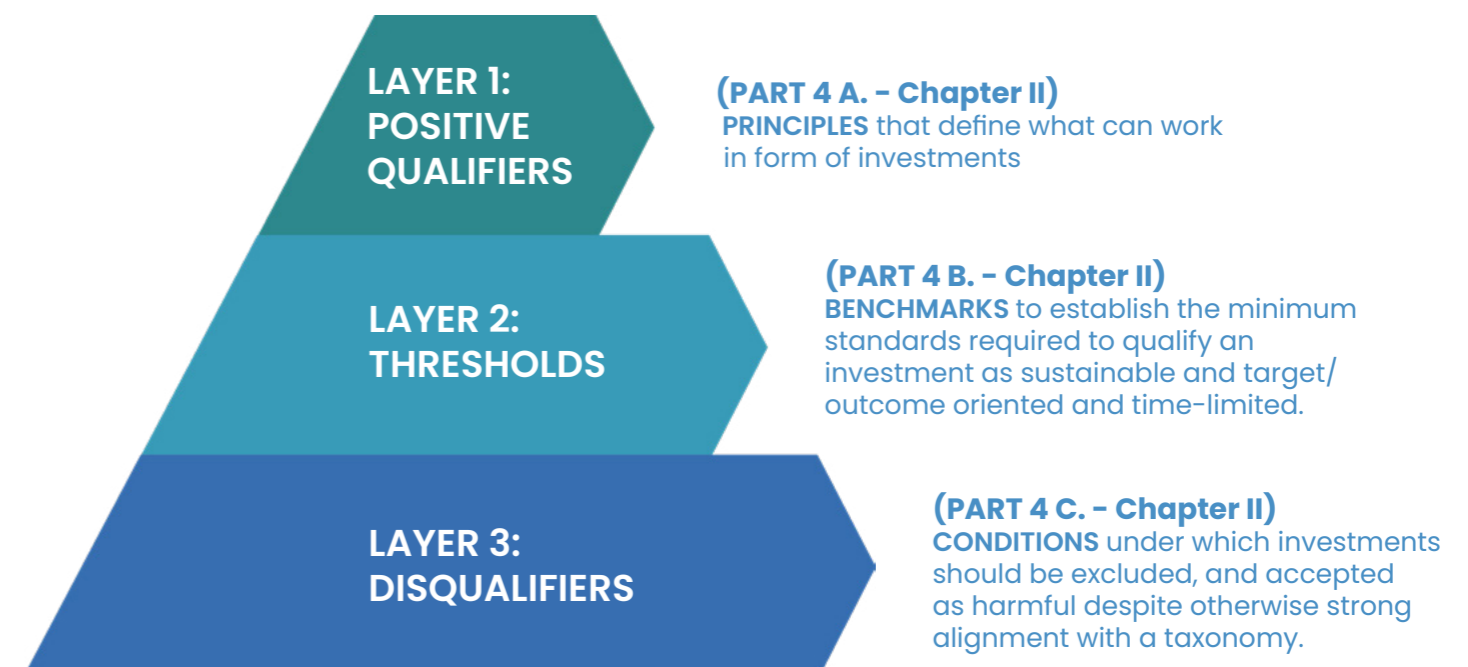 LAYER 1:
POSITIVE
QUALIFIERS
(PART 4 A. - Chapter II)
PRINCIPLES that define what can work
in form of investments
LAYER 2:
THRESHOLDS
(PART 4 B. - Chapter II)
BENCHMARKS to establish the minimum
standards required to qualify an
investment as sustainable and target/
outcome oriented and time-limited.
LAYER 3:
DISQUALIFIERS
(PART 4 C. - Chapter II)
CONDITIONS under which investments
should be excluded, and accepted
as harmful despite otherwise strong
alignment with a taxonomy.